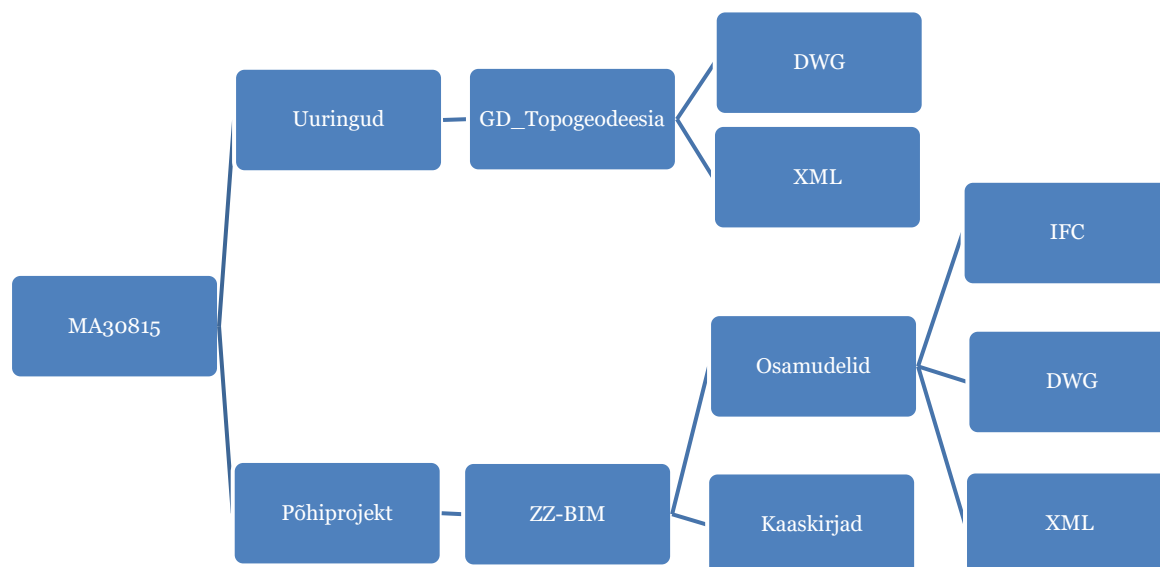 MA30815
Uuringud
GD_Topogeodeesia
DWG
XML
Põhiprojekt
ZZ-BIM
Osamudelid
IFC
DWG
XML
Kaaskirjad